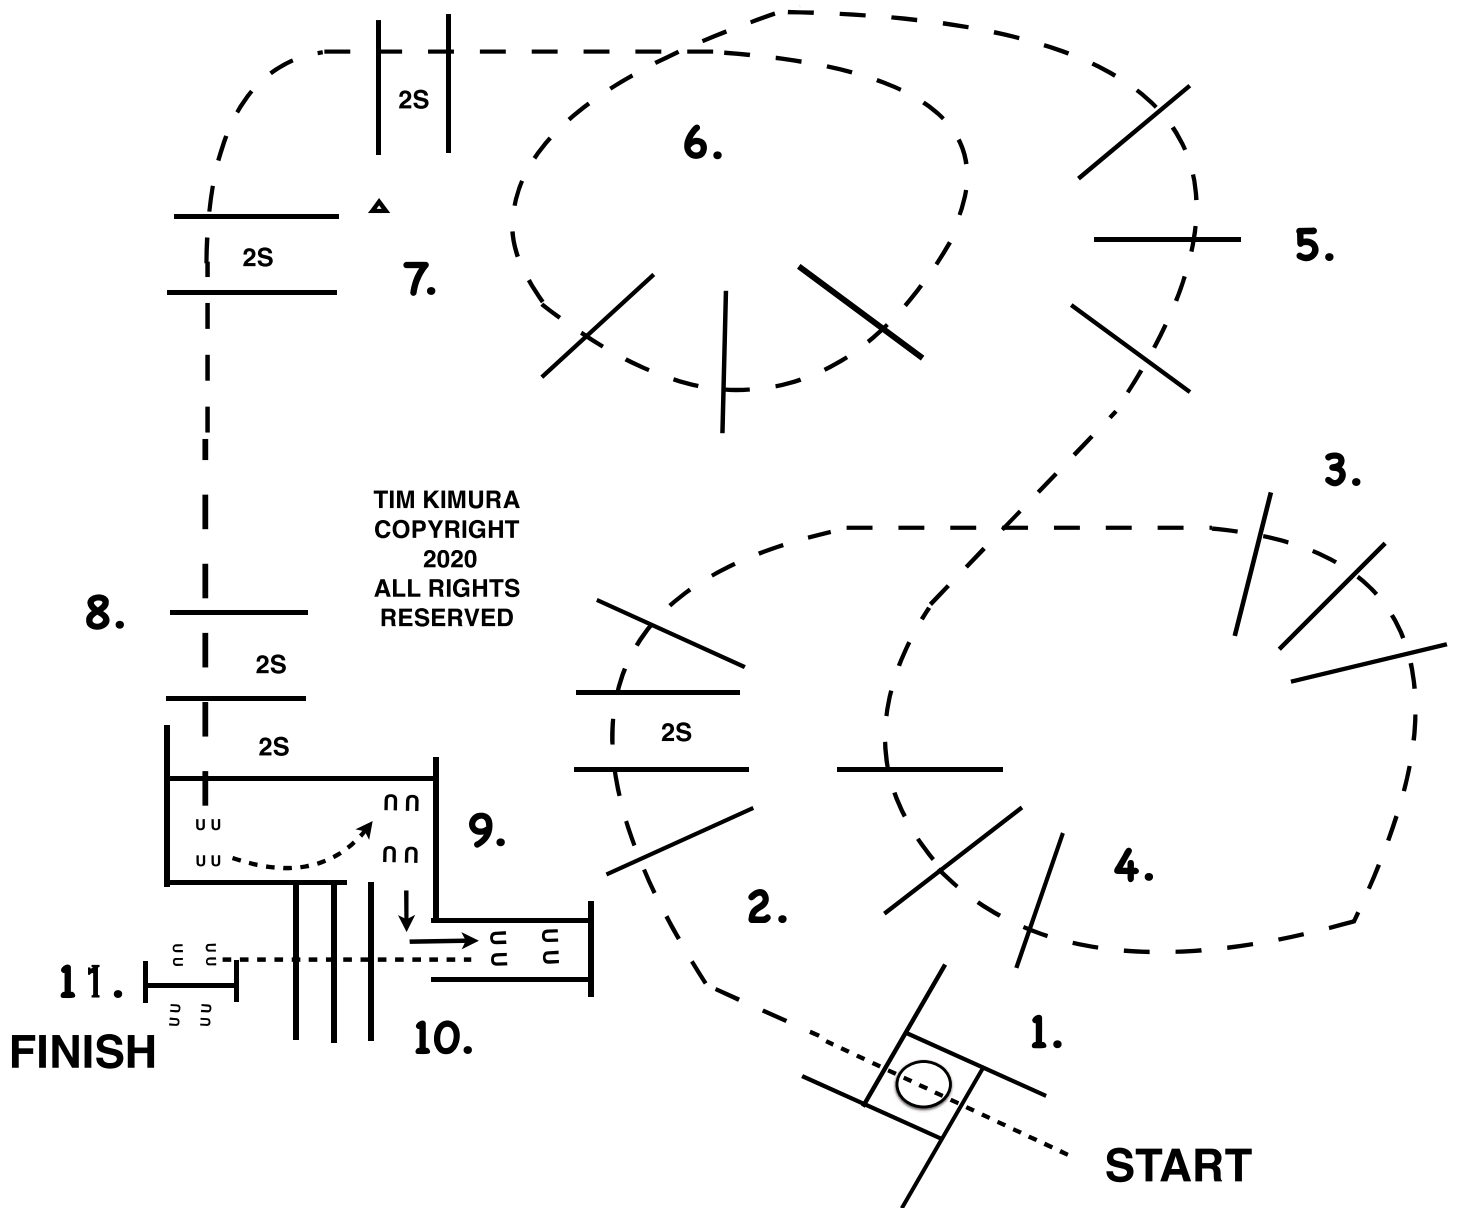 2S
6.
5.
2S
7.
3.
TIM KIMURA
COPYRIGHT
2020
ALL RIGHTS
RESERVED
8.
2S
2S
2S
9.
4.
2.
11.
10.
1.
FINISH
START